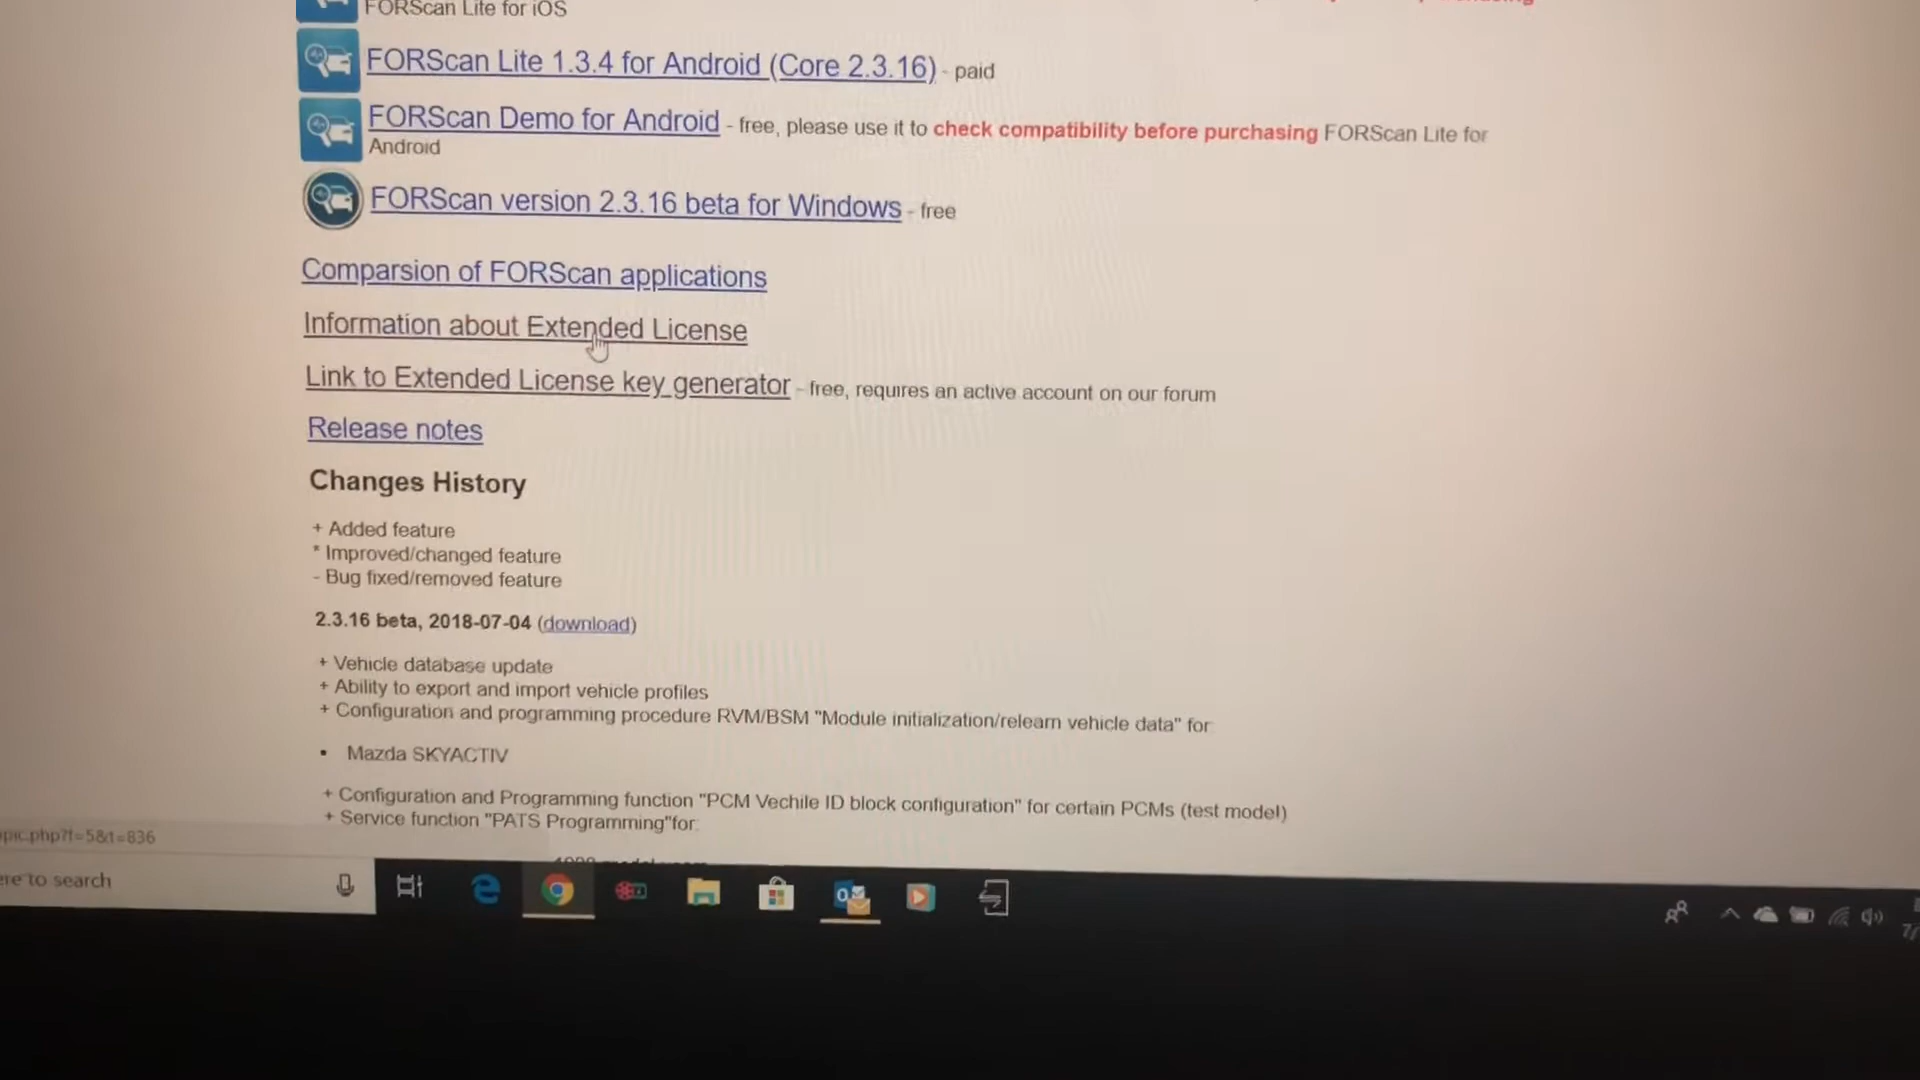 FORScan Lite for iOS
FORScan Lite 1.3.4 for Android (Core 2.3.16) - paid
FORScan Demo for Android - free, please use it to check compatibility before purchasing FORScan Lite for
Android
FORScan version 2.3.16 beta for Windows - free
Comparsion of FORScan applications
Information about Extended License
Link to Extended License key generator - free, requires an active account on our forum
Release notes
Changes History
+ Added feature
* Improved/changed feature
- Bug fixed/removed feature
2.3.16 beta, 2018-07-04 (download)
+ Vehicle database update
+ Ability to export and import vehicle profiles
+ Configuration and programming procedure RVM/BSM "Module initialization/relearn vehicle data" for
• Mazda SKYACTIV
+ Configuration and Programming function "PCM Vechile ID block configuration" for certain PCMs (test model)
+ Service function "PATS Programming"for:
pic.php?f=5&t=836
ere to search